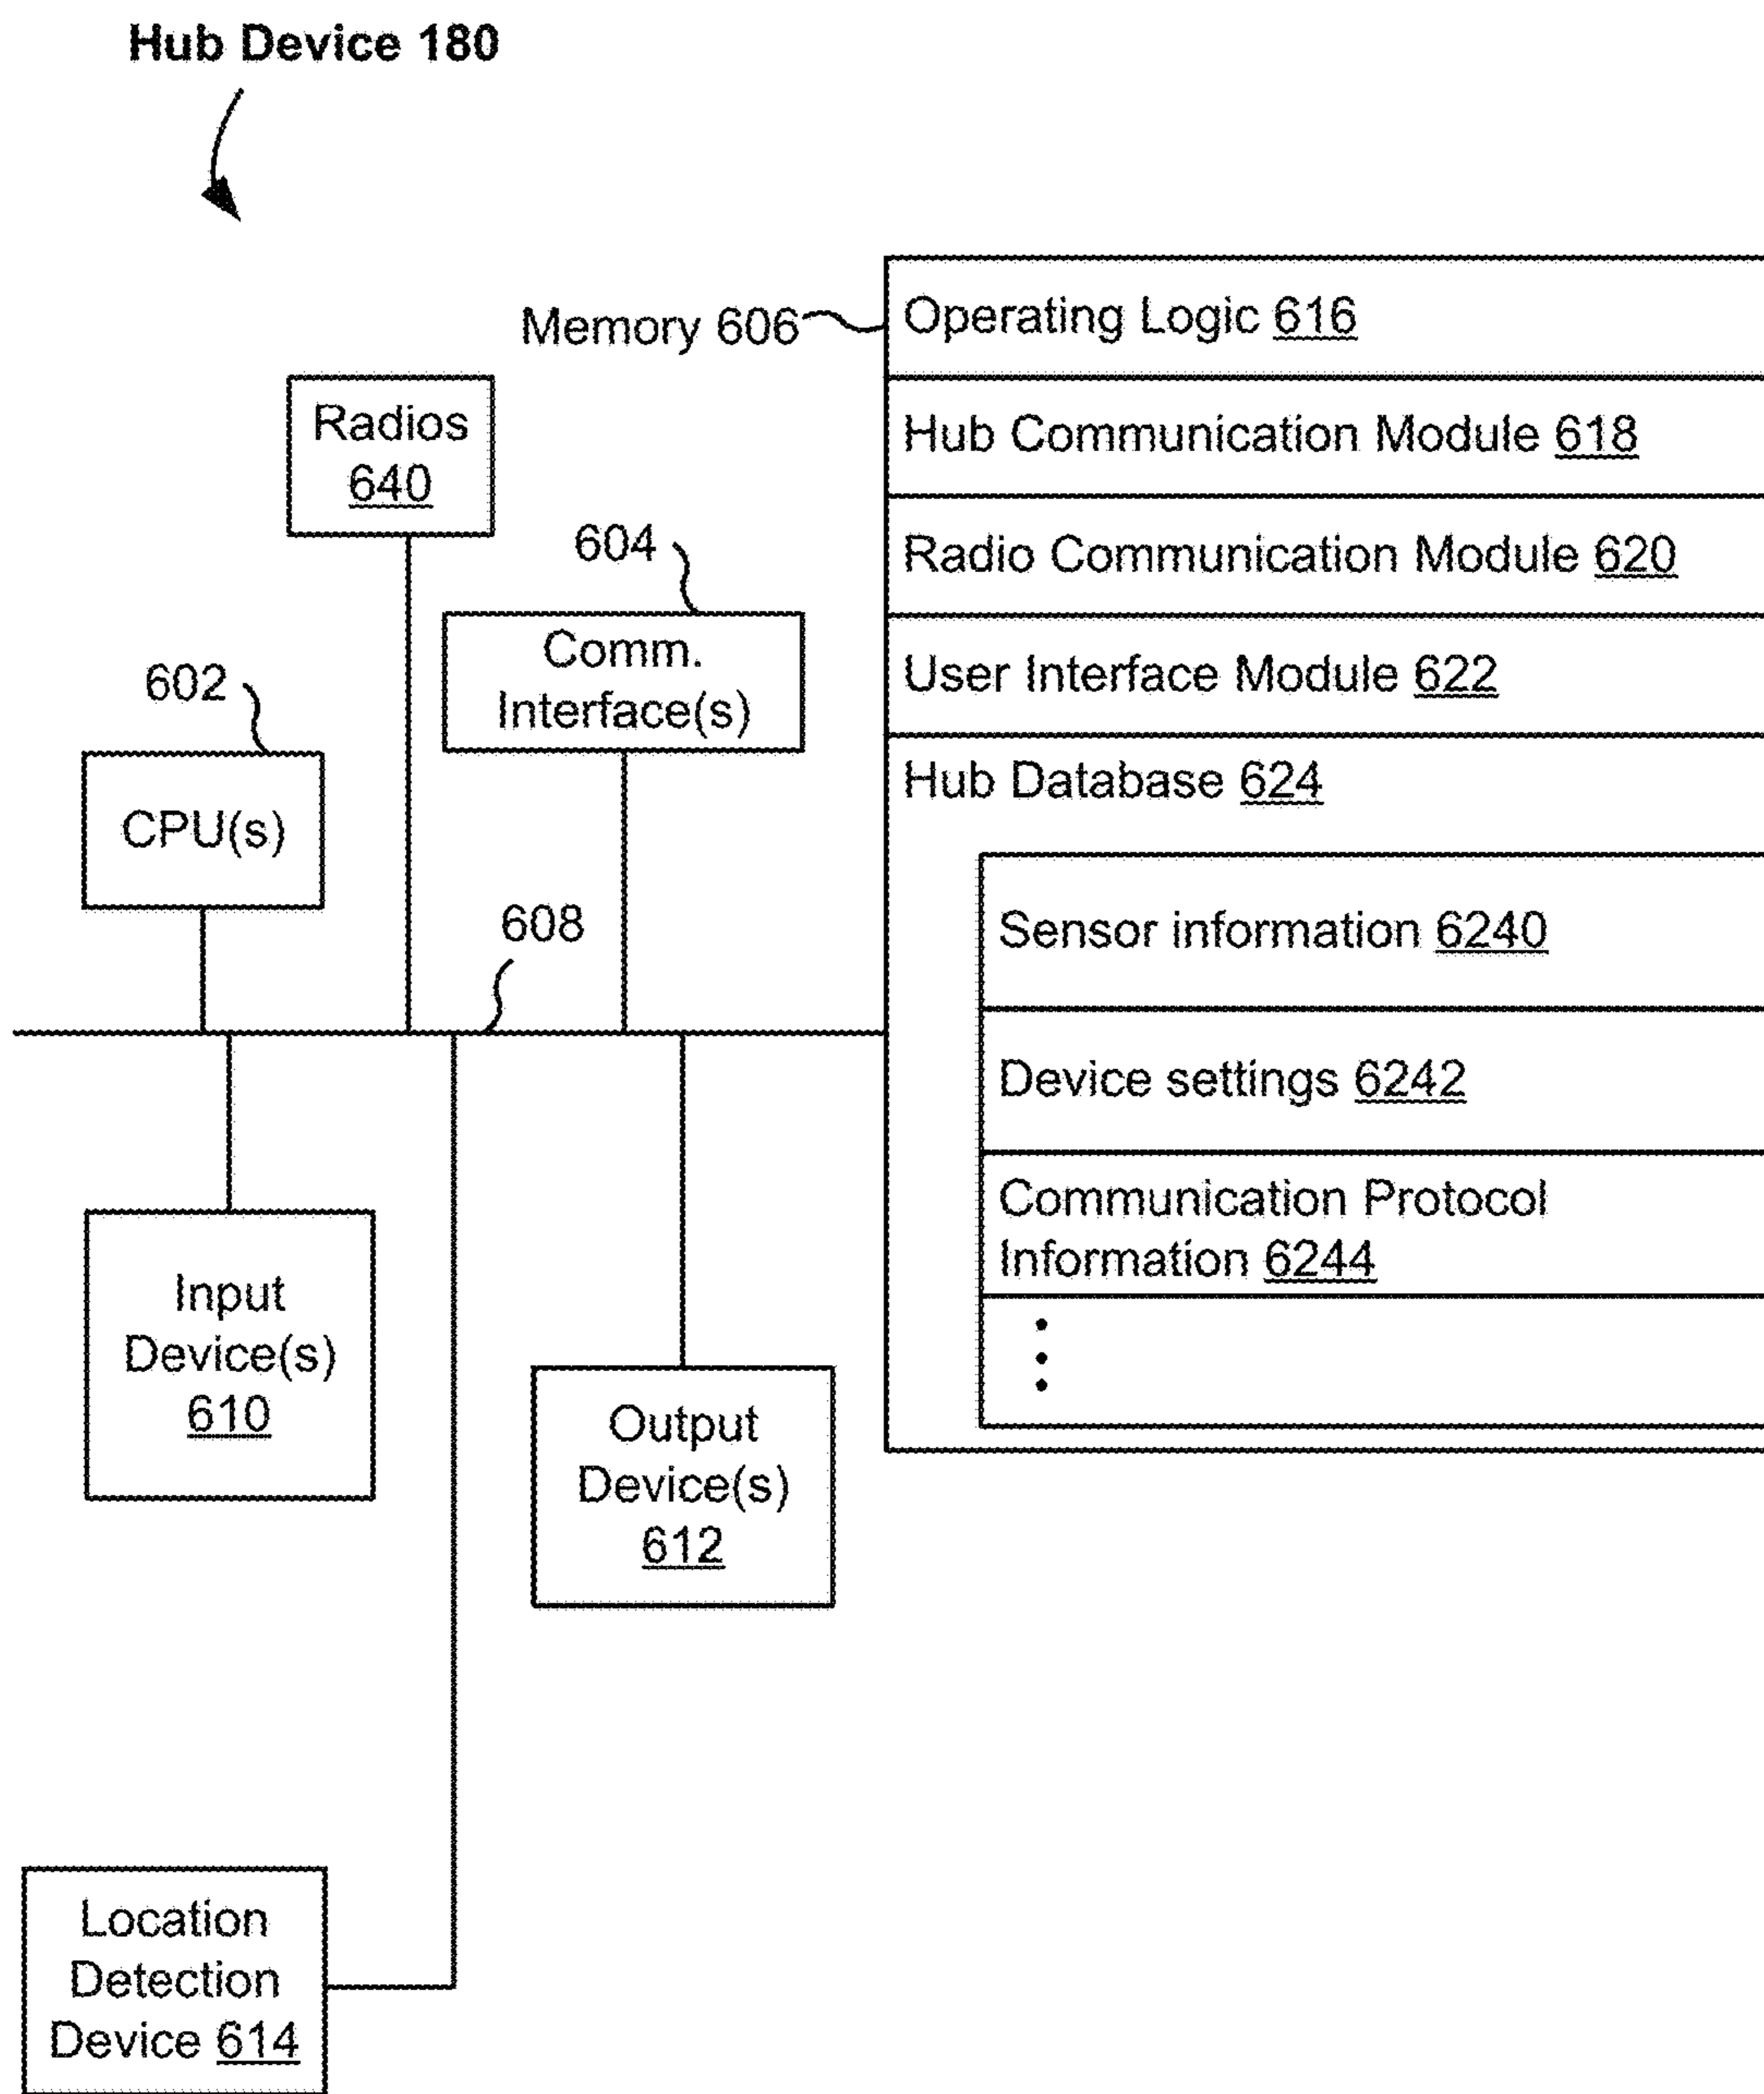 Hub Device 180
Memory 606
Operating Logic 616
Hub Communication Module 618
Radio Communication Module 620
User Interface Module 622
Hub Database 624
Sensor information 6240
Device settings 6242
Communication Protocol
Information 6244
Radios
640
604
Comm.
Interface(s)
602
CPU(s)
608
Input
Device(s)
610
Output
Device(s)
612
Location
Detection
Device 614